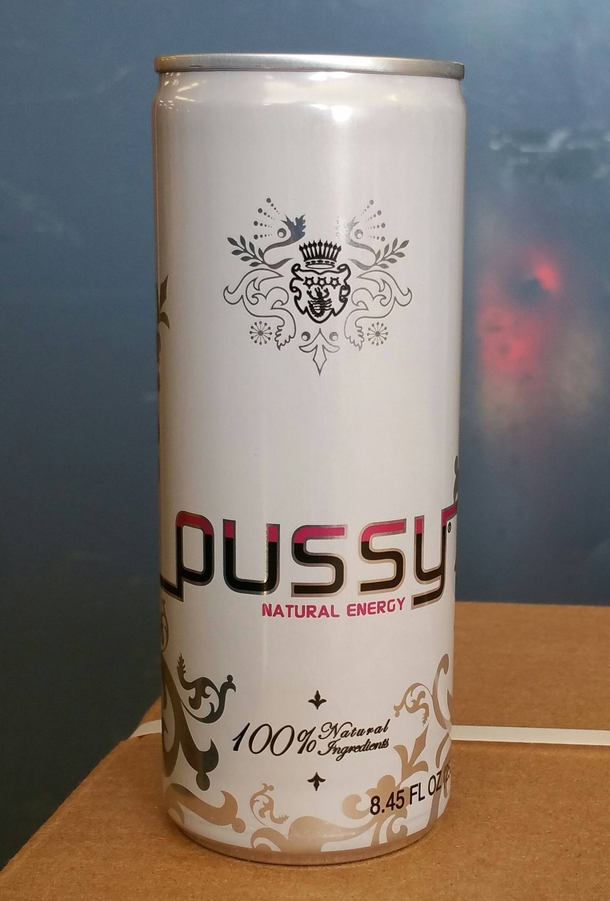 pussy®
NATURAL ENERGY
100% Natural
Ingredients
8.45 FL OZ